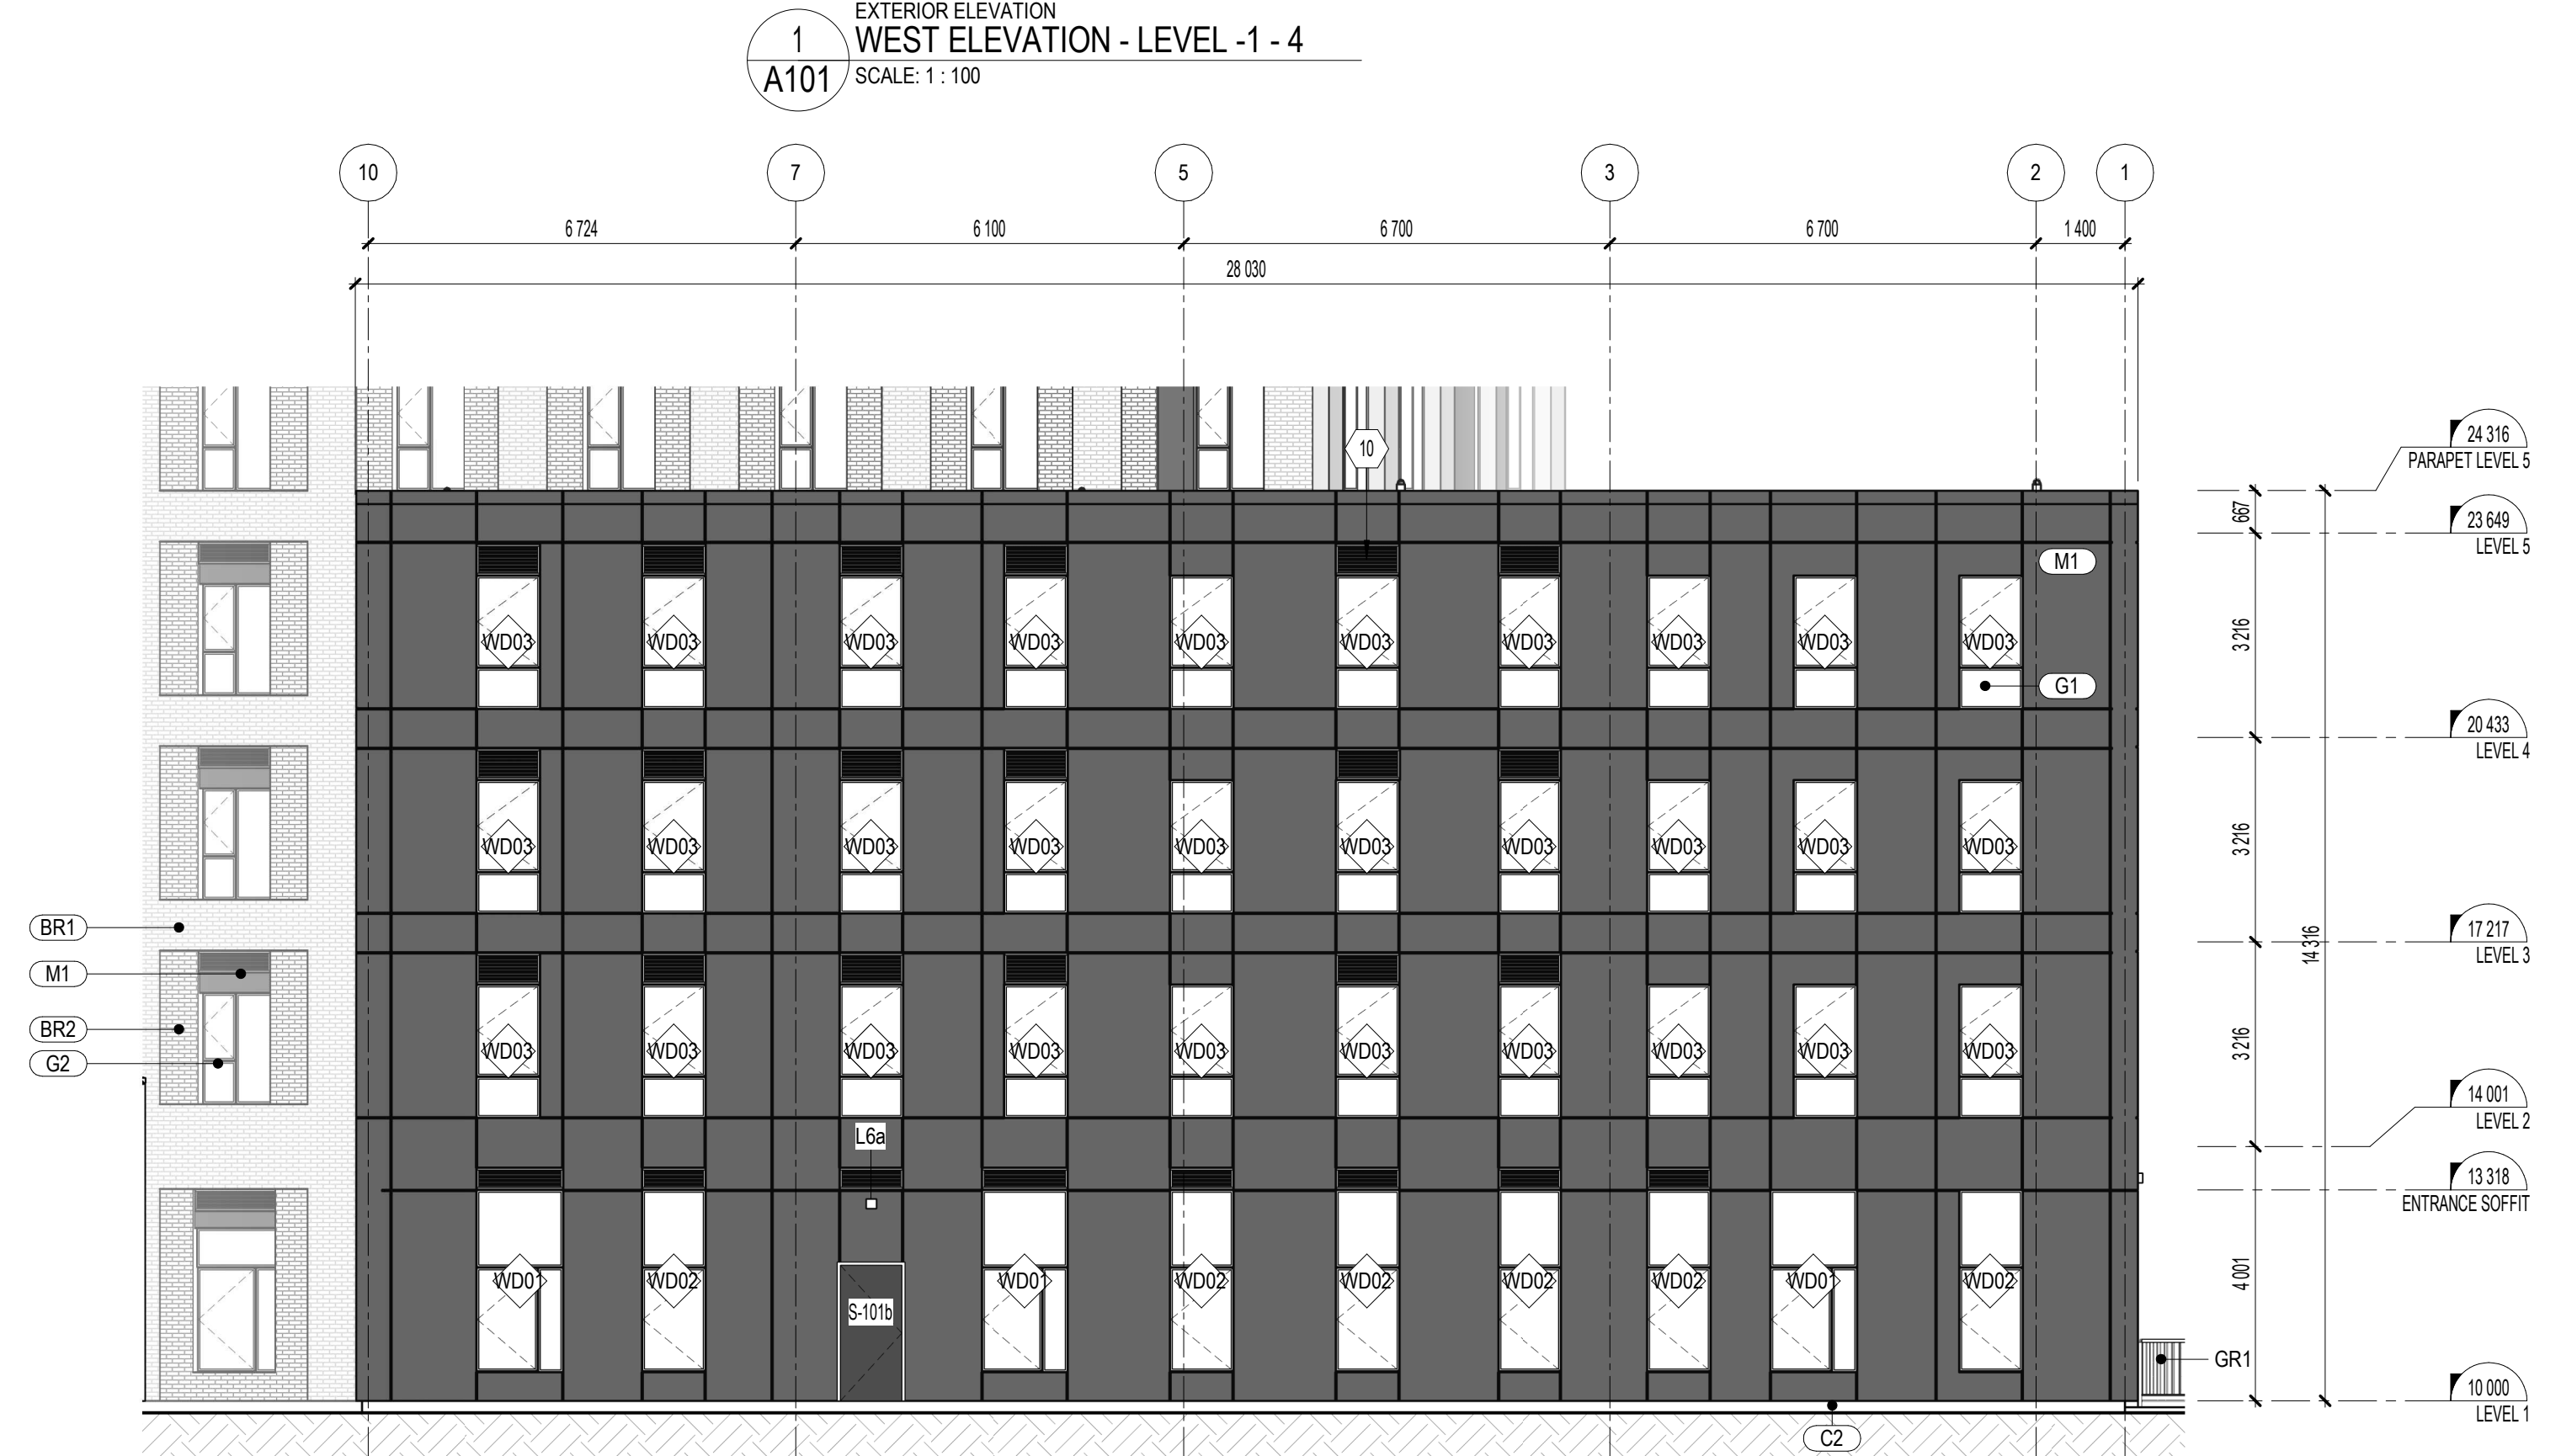 EXTERIOR ELEVATION
1
WEST ELEVATION - LEVEL -1 - 4
A101
SCALE: 1 : 100
10 7 5 3 2 1
6 724 6 100 6 700 6 700 1 400
28 030
10
24 316
PARAPET LEVEL 5
667
23 649
LEVEL 5
M1
3 216
WD03 WD03 WD03 WD03 WD03 WD03 WD03 WD03 WD03 WD03
G1
20 433
LEVEL 4
3 216
WD03 WD03 WD03 WD03 WD03 WD03 WD03 WD03 WD03 WD03
BR1
17 217
LEVEL 3
14 316
M1
BR2
3 216
WD03 WD03 WD03 WD03 WD03 WD03 WD03 WD03 WD03 WD03
G2
14 001
LEVEL 2
L6a
13 318
ENTRANCE SOFFIT
4 001
WD01 WD02 WD01 WD02 WD02 WD02 WD02 WD01 WD02
S-101b
GR1
10 000
LEVEL 1
C2